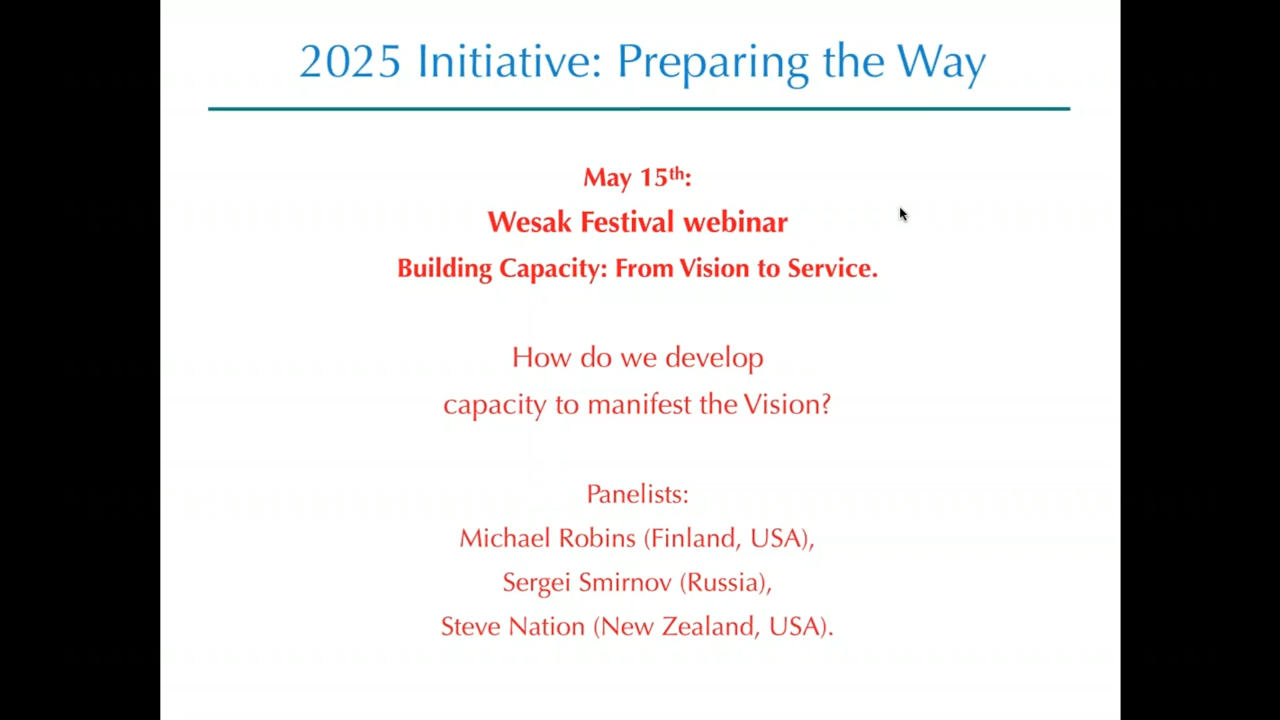 2025 Initiative: Preparing the Way
May 15th:
Wesak Festival webinar
Building Capacity: From Vision to Service.
How do we develop
capacity to manifest the Vision?
Panelists:
Michael Robins (Finland, USA),
Sergei Smirnov (Russia),
Steve Nation (New Zealand, USA).